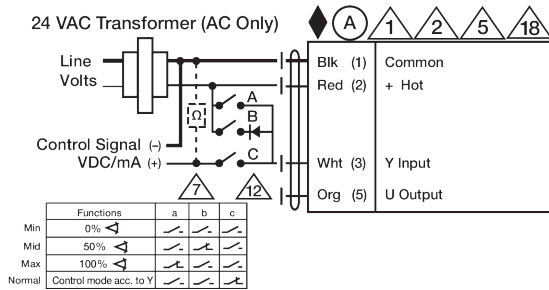 24 VAC Transformer (AC Only)
A 1 2 5 18
Line
Volts
Blk (1) Common
Red (2) + Hot
A
Ω
B
Control Signal (-)
VDC/mA (+)
C
Wht (3) Y Input
7 12
Org (5) U Output
Functions a b c
Min 0%
Mid 50%
Max 100%
Normal Control mode acc. to Y